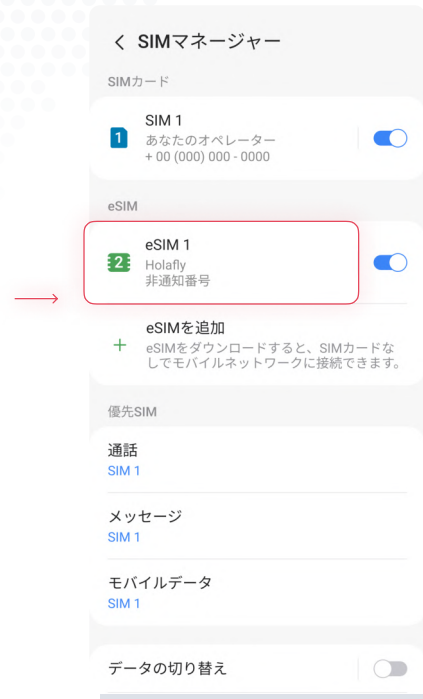 SIMマネージャー
SIMカード
1
SIM 1
あなたのオペレーター
+ 00 (000) 000 - 0000
eSIM
2
eSIM 1
Holafly
非通知番号
+
eSIMを追加
eSIMをダウンロードすると、SIMカードな
しでモバイルネットワークに接続できます。
優先SIM
通話
SIM 1
メッセージ
SIM 1
モバイルデータ
SIM 1
データの切り替え